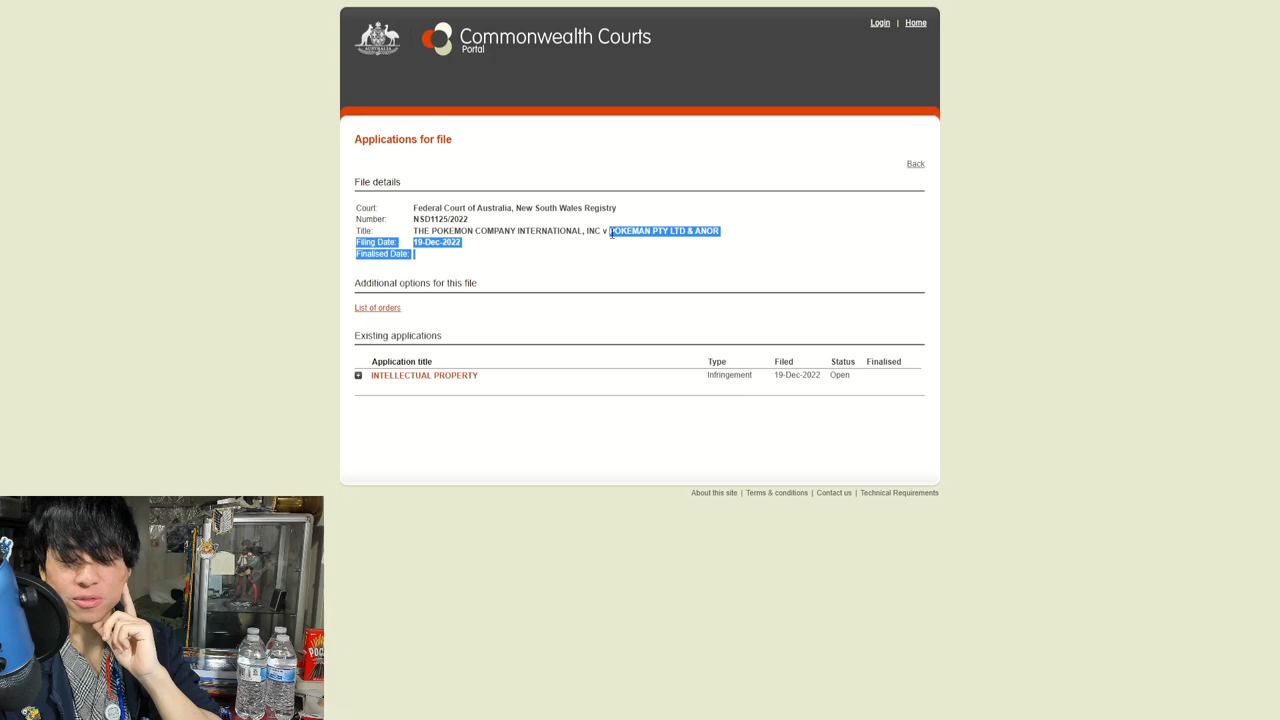 Login | Home
AUSTRALIA
Commonwealth Courts
Portal
Applications for file
Back
File details
Court: Federal Court of Australia, New South Wales Registry
Number: NSD1125/2022
Title: THE POKEMON COMPANY INTERNATIONAL, INC v POKEMAN PTY LTD & ANOR
Filing Date: 19-Dec-2022
Finalised Date:
Additional options for this file
List of orders
Existing applications
Application title Type Filed Status Finalised
INTELLECTUAL PROPERTY Infringement 19-Dec-2022 Open
About this site | Terms & conditions | Contact us | Technical Requirements